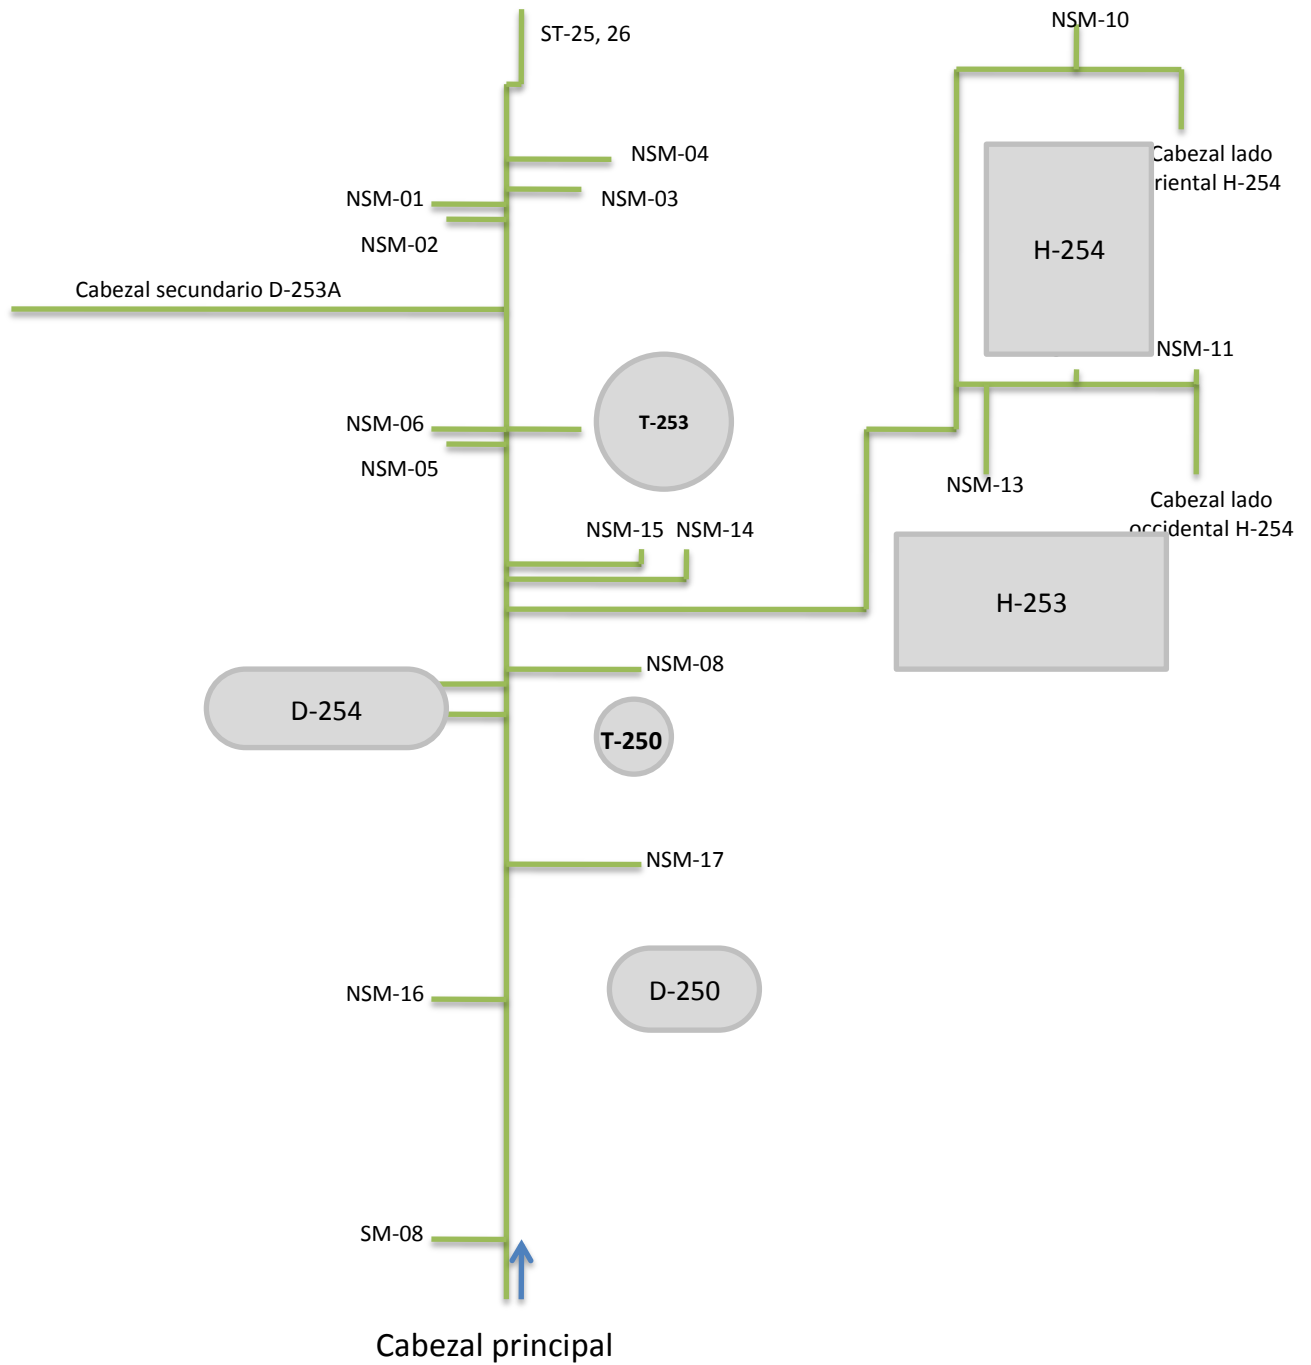 ST-25, 26
NSM-10
NSM-04
NSM-01
NSM-03
NSM-02
Cabezal lado
riental H-254
H-254
Cabezal secundario D-253A
NSM-11
NSM-06
T-253
NSM-05
NSM-13
Cabezal lado
occidental H-254
NSM-15
NSM-14
H-253
NSM-08
D-254
T-250
NSM-17
NSM-16
D-250
SM-08
Cabezal principal